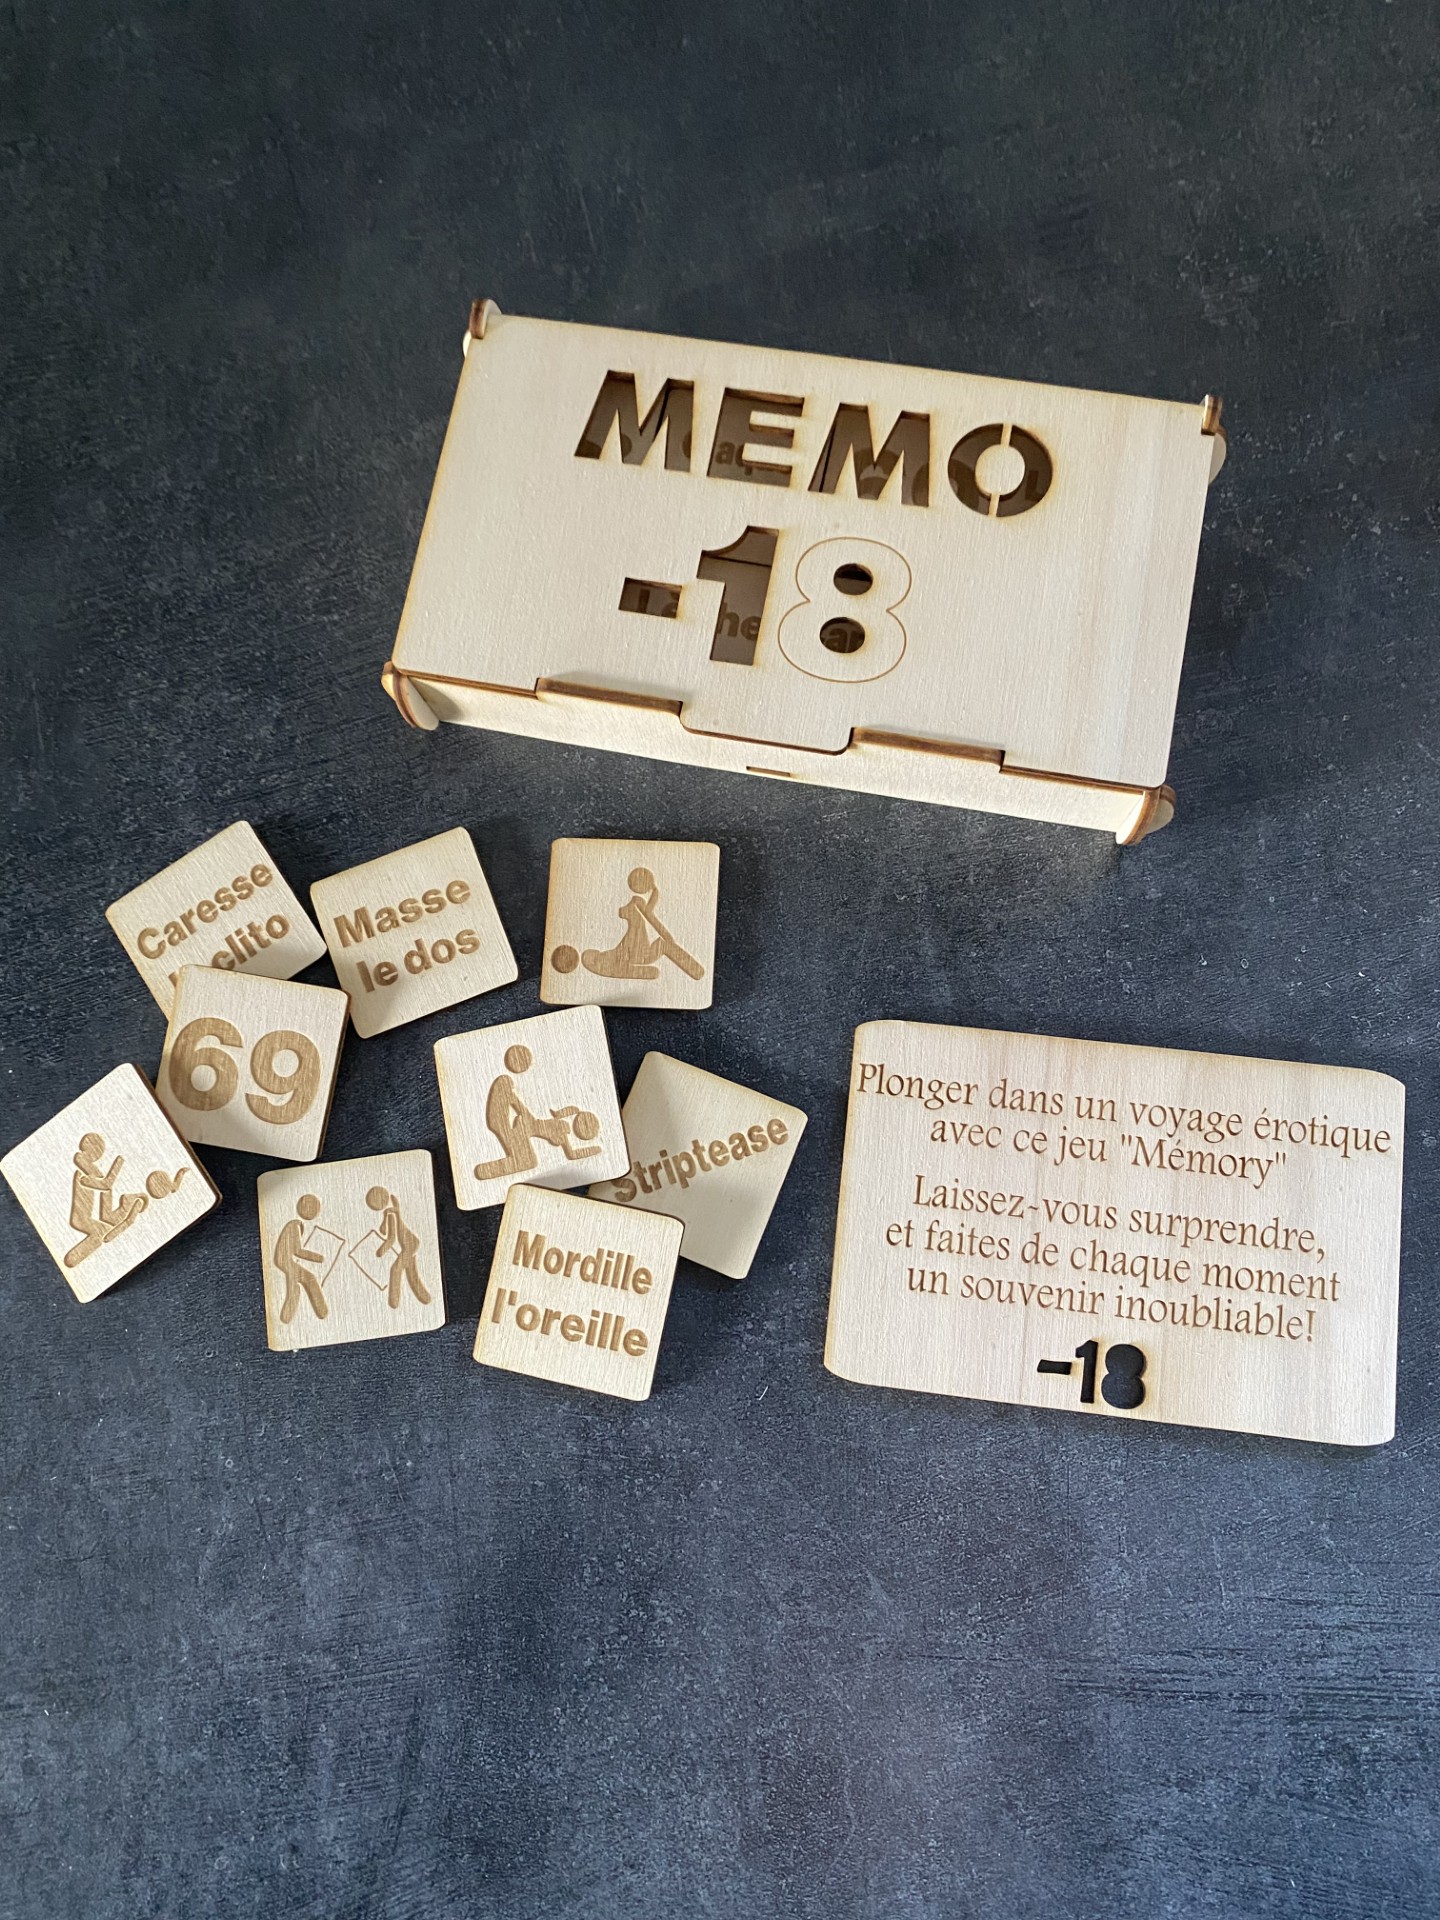 MEMO
-18
Caresse
clito
Masse
le dos
69
Striptease
Mordille
l'oreille
Plonger dans un voyage érotique
avec ce jeu "Mémory"
Laissez-vous surprendre,
et faites de chaque moment
un souvenir inoubliable!
-18